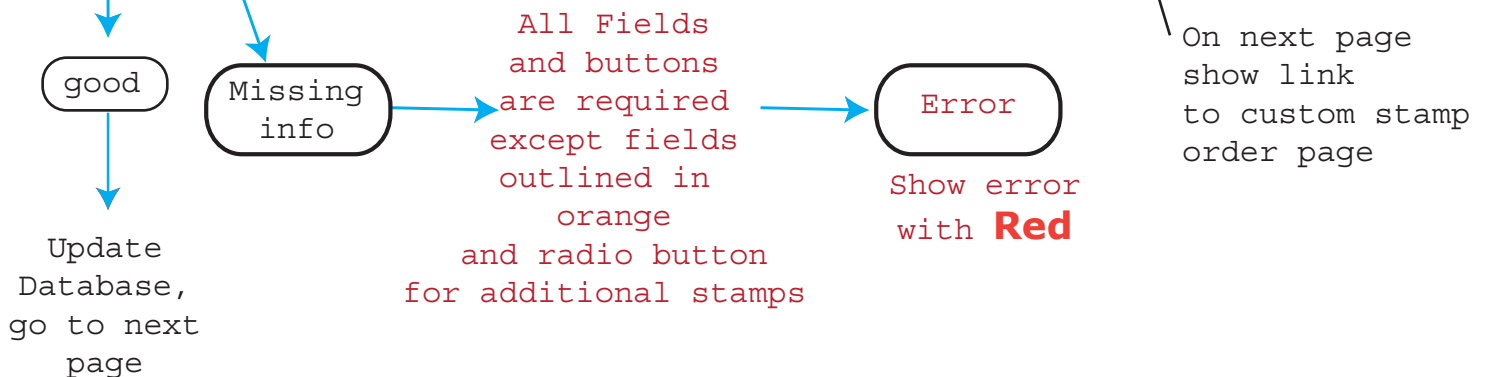 good
Update
Database,
go to next
page
Missing
info
All Fields
and buttons
are required
except fields
outlined in
orange
and radio button
for additional stamps
Error
Show error
with Red
On next page
show link
to custom stamp
order page